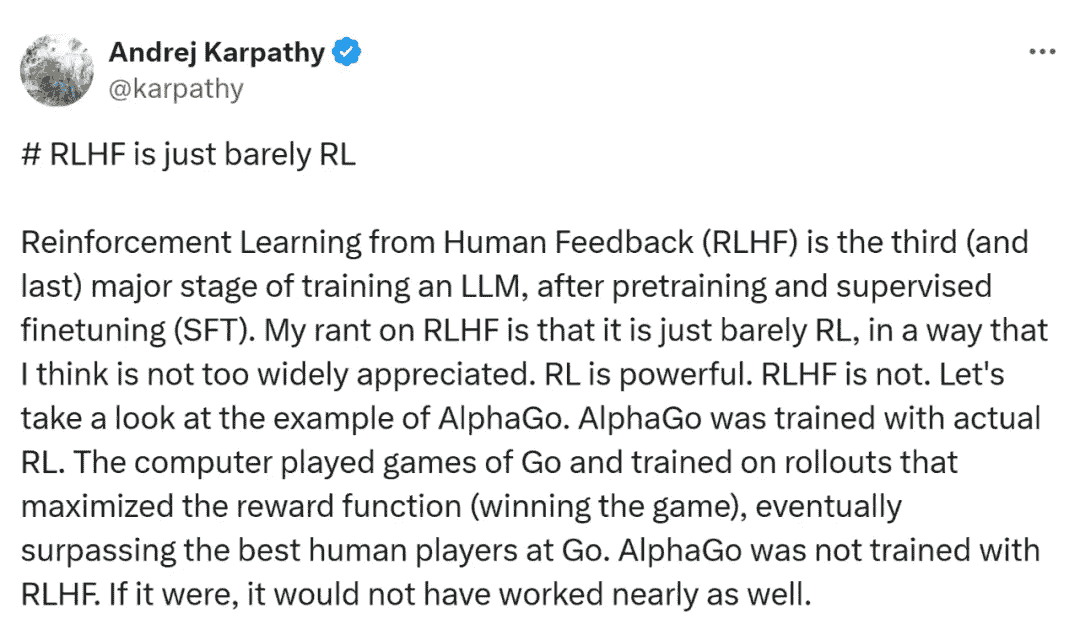 Andrej Karpathy
@karpathy
# RLHF is just barely RL
Reinforcement Learning from Human Feedback (RLHF) is the third (and
last) major stage of training an LLM, after pretraining and supervised
finetuning (SFT). My rant on RLHF is that it is just barely RL, in a way that
I think is not too widely appreciated. RL is powerful. RLHF is not. Let's
take a look at the example of AlphaGo. AlphaGo was trained with actual
RL. The computer played games of Go and trained on rollouts that
maximized the reward function (winning the game), eventually
surpassing the best human players at Go. AlphaGo was not trained with
RLHF. If it were, it would not have worked nearly as well.